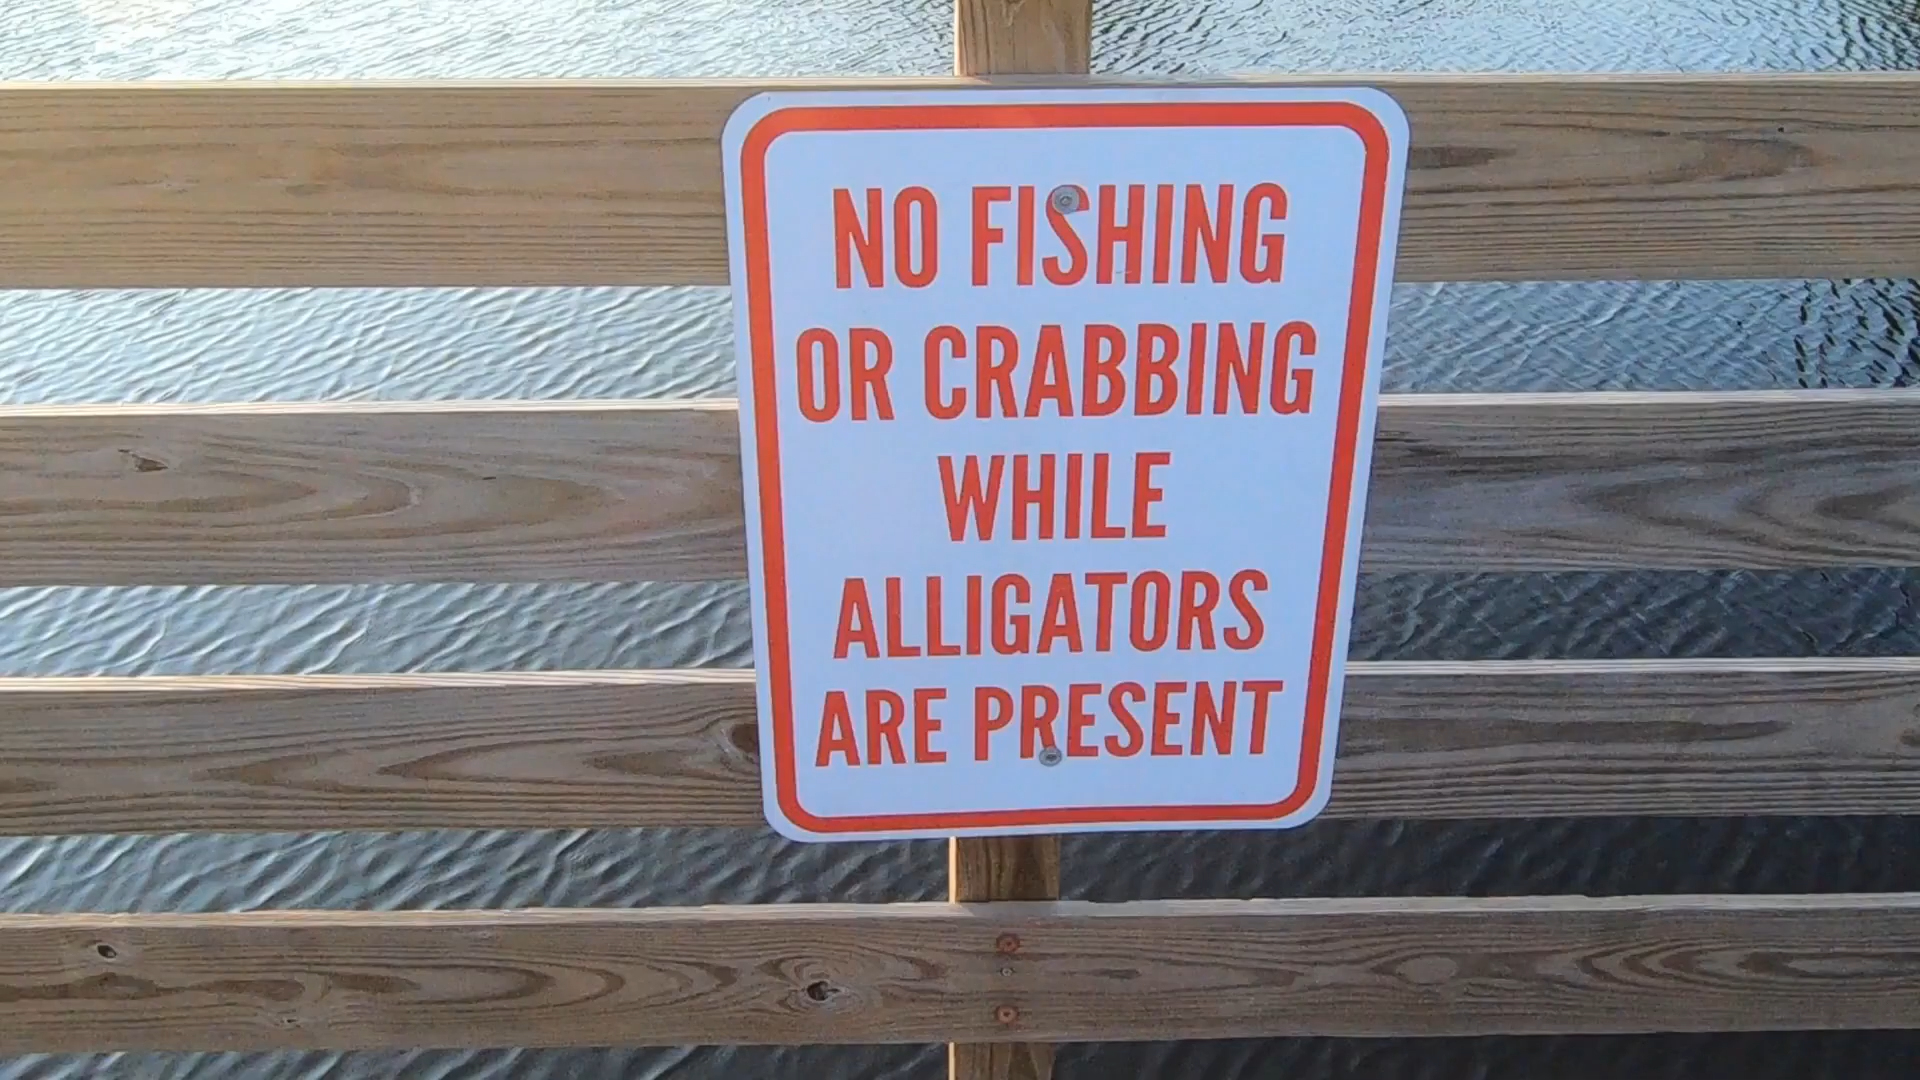 NO FISHING
OR CRABBING
WHILE
ALLIGATORS
ARE PRESENT